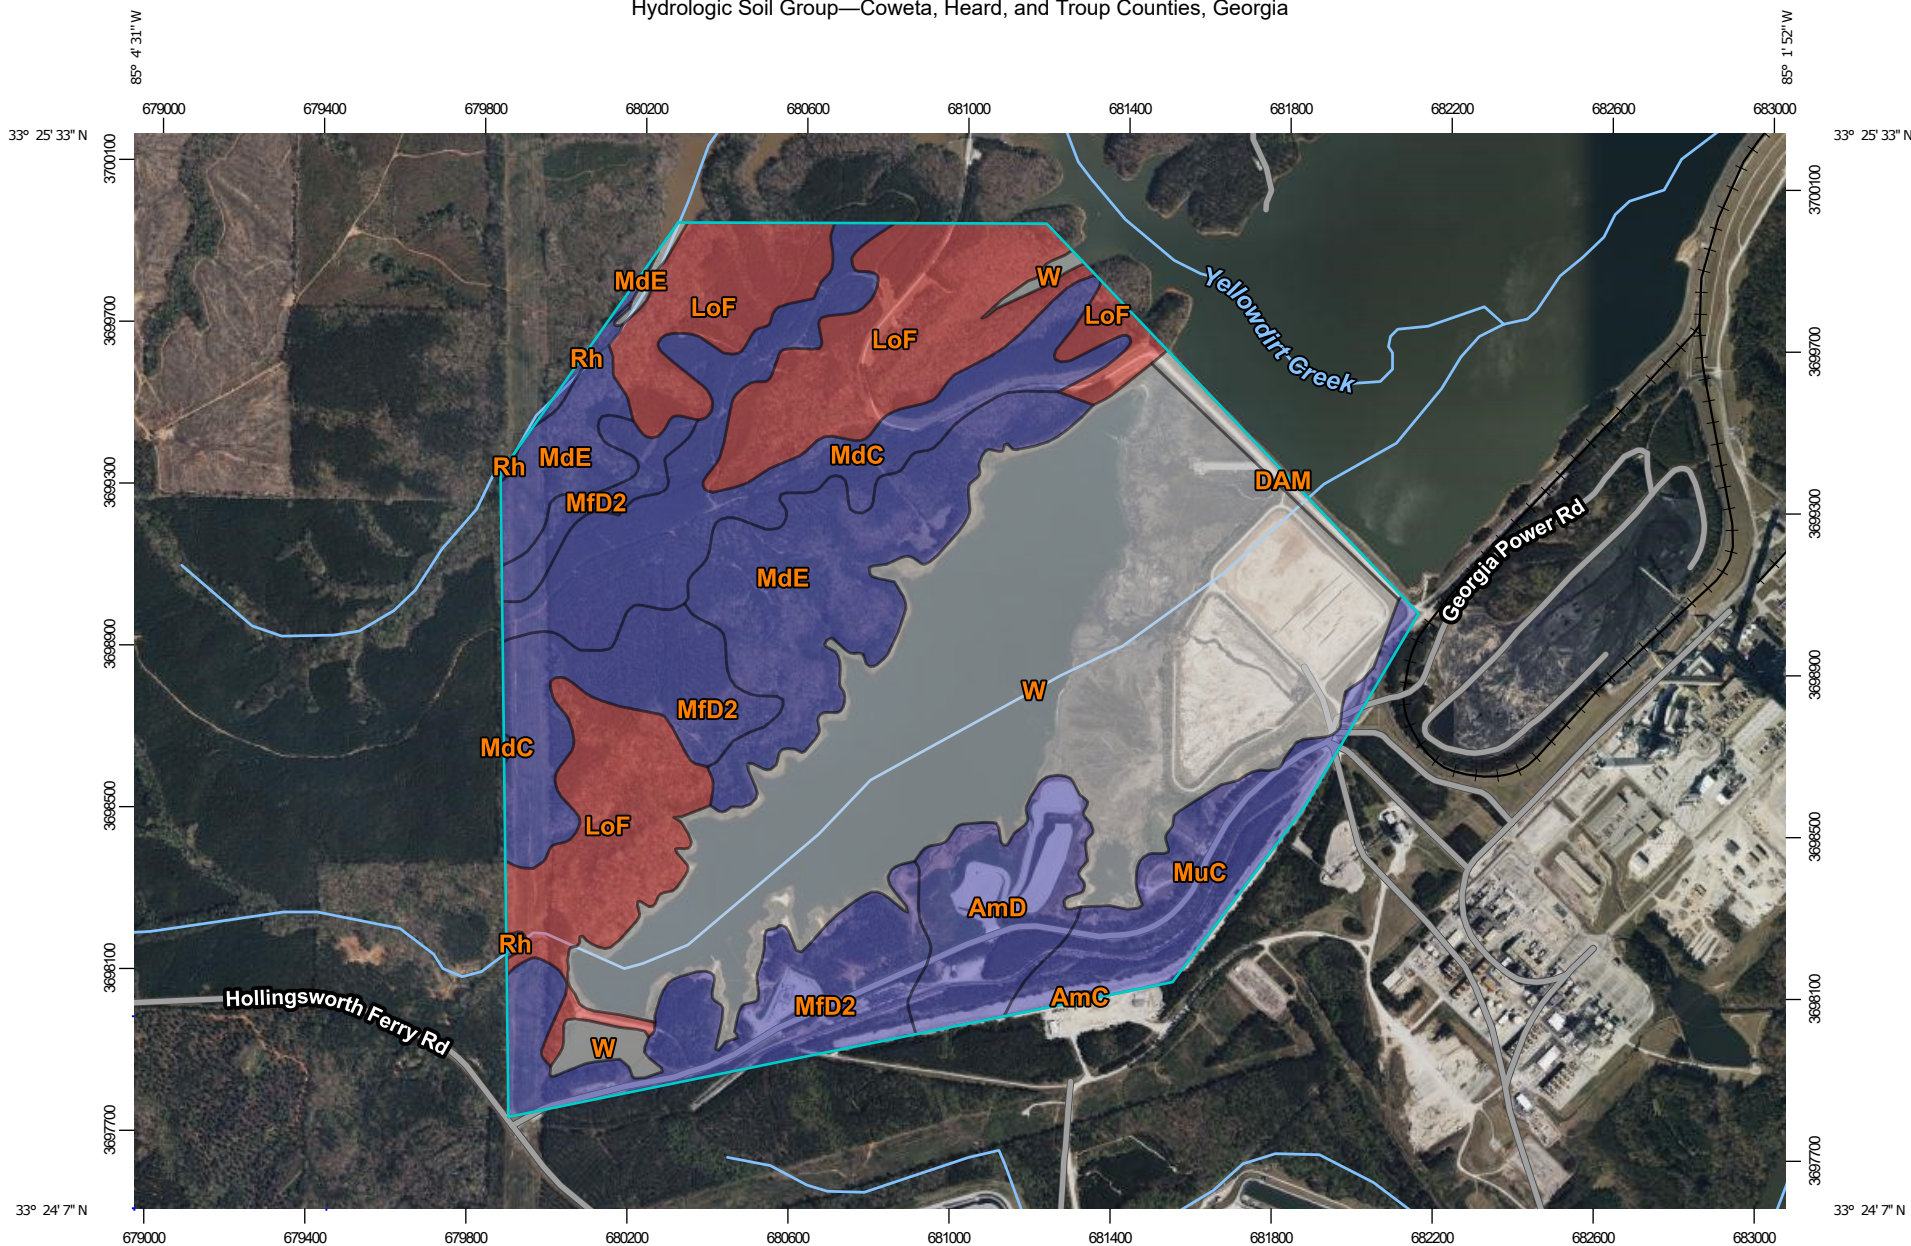 Hydrologic Soil Group—Coweta, Heard, and Troup Counties, Georgia
85° 4' 31'' W
85° 1' 52'' W
679000 679400 679800 680200 680600 681000 681400 681800 682200 682600 683000
33° 25' 33'' N
33° 25' 33'' N
3700100
3699700
3699300
3698900
3698500
3698100
3697700
3700100
3699700
3699300
3698900
3698500
3698100
3697700
MdE
LoF
W
LoF
LoF
Rh
Yellowdirt-Creek
MdC
MdE
Rh
DAM
MfD2
Georgia Power Rd
MdE
W
MfD2
MdC
LoF
MuC
AmD
Rh
Hollingsworth Ferry Rd
MfD2
AmC
W
33° 24' 7'' N
33° 24' 7'' N
679000 679400 679800 680200 680600 681000 681400 681800 682200 682600 683000